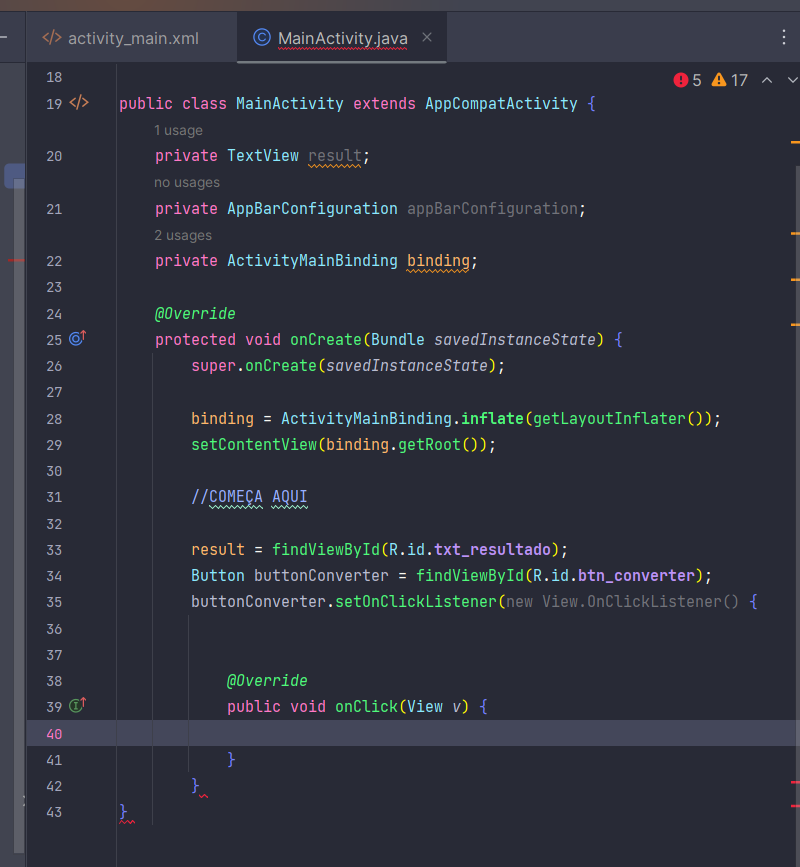 activity_main.xml MainActivity.java
5 17
18
19 public class MainActivity extends AppCompatActivity {
1 usage
20 private TextView result;
no usages
21 private AppBarConfiguration appBarConfiguration;
2 usages
22 private ActivityMainBinding binding;
23
24 @Override
25 protected void onCreate(Bundle savedInstanceState) {
26 super.onCreate(savedInstanceState);
27
28 binding = ActivityMainBinding.inflate(getLayoutInflater());
29 setContentView(binding.getRoot());
30
31 //COMEÇA AQUI
32
33 result = findViewById(R.id.txt_resultado);
34 Button buttonConverter = findViewById(R.id.btn_converter);
35 buttonConverter.setOnClickListener(new View.OnClickListener() {
36
37
38 @Override
39 public void onClick(View v) {
40
41 }
42 }
43 }